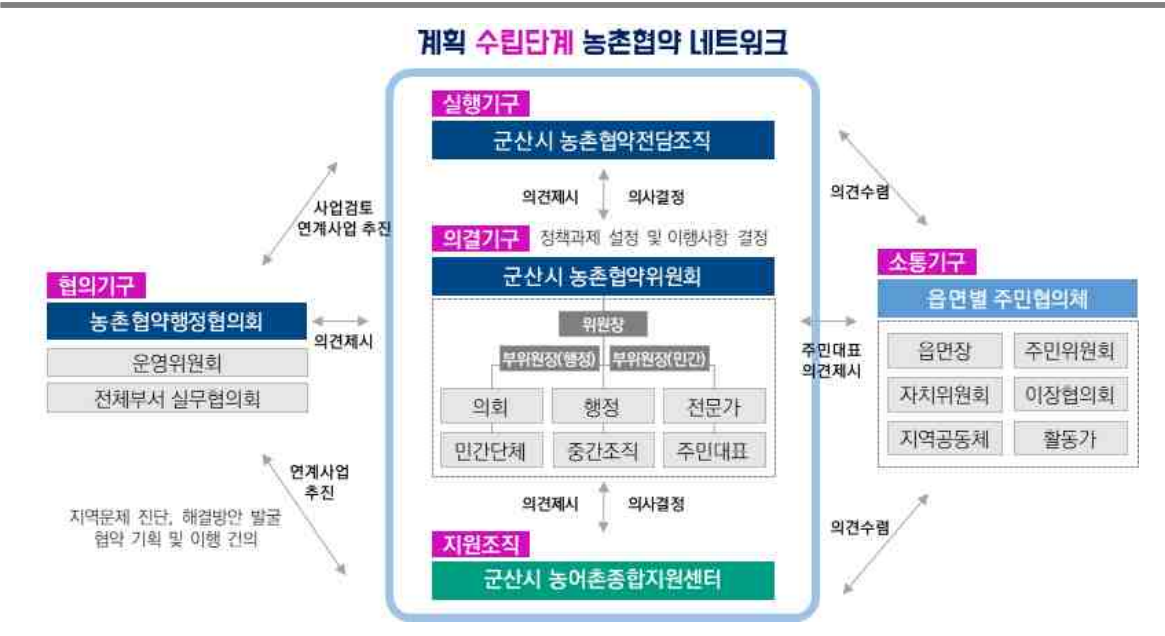 계획 수립단계 농촌협약 네트워크
실행기구
군산시 농촌협약전담조직
의견제시 의사결정
의견수렴
사업검토
연계사업 추진
의결기구 정책과제 설정 및 이행사항 결정
군산시 농촌협약위원회
위원장
부위원장(행정) 부위원장(민간)
의회 행정 전문가
민간단체 중간조직 주민대표
협의기구
농촌협약행정협의회
운영위원회
전체부서 실무협의회
의견제시
주민대표
의견제시
소통기구
읍면별 주민협의체
읍면장 주민위원회
자치위원회 이장협의회
지역공동체 활동가
연계사업
추진
지역문제 진단, 해결방안 발굴
협약 기획 및 이행 건의
의견제시 의사결정
의견수렴
지원조직
군산시 농어촌종합지원센터